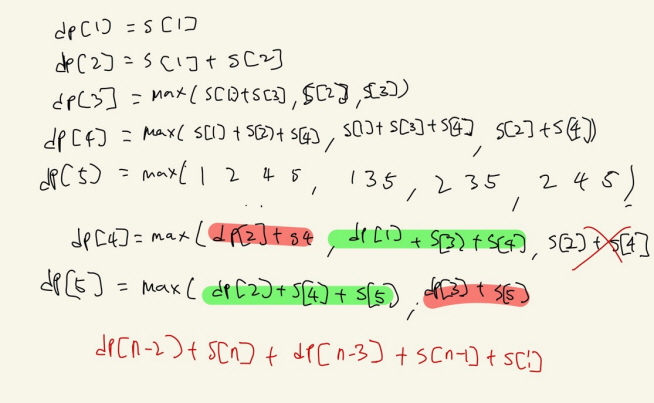 dp[1] = S[1]
dp[2] = S[1] + S[2]
dp[3] = max(S[1]+S[3], S[2], S[3])
dp[4] = max(S[1] + S[2] + S[4], S[1] + S[3] + S[4], S[2] + S[4])
dp[5] = max(1 2 4 5, 1 3 5, 2 3 5, 2 4 5)
dp[4] = max(dp[2] + S4, dp[1] + S[3] + S[4], S[2] + S[4]
dp[5] = max(dp[2] + S[4] + S[5], dp[3] + S[5]
dp[n-2] + S[n] + dp[n-3] + S[n-1] + S[